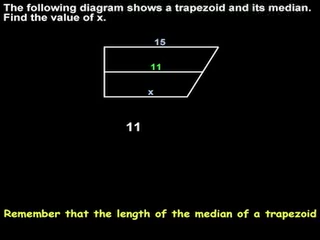 The following diagram shows a trapezoid and its median.
Find the value of x.
15
11
x
11
Remember that the length of the median of a trapezoid